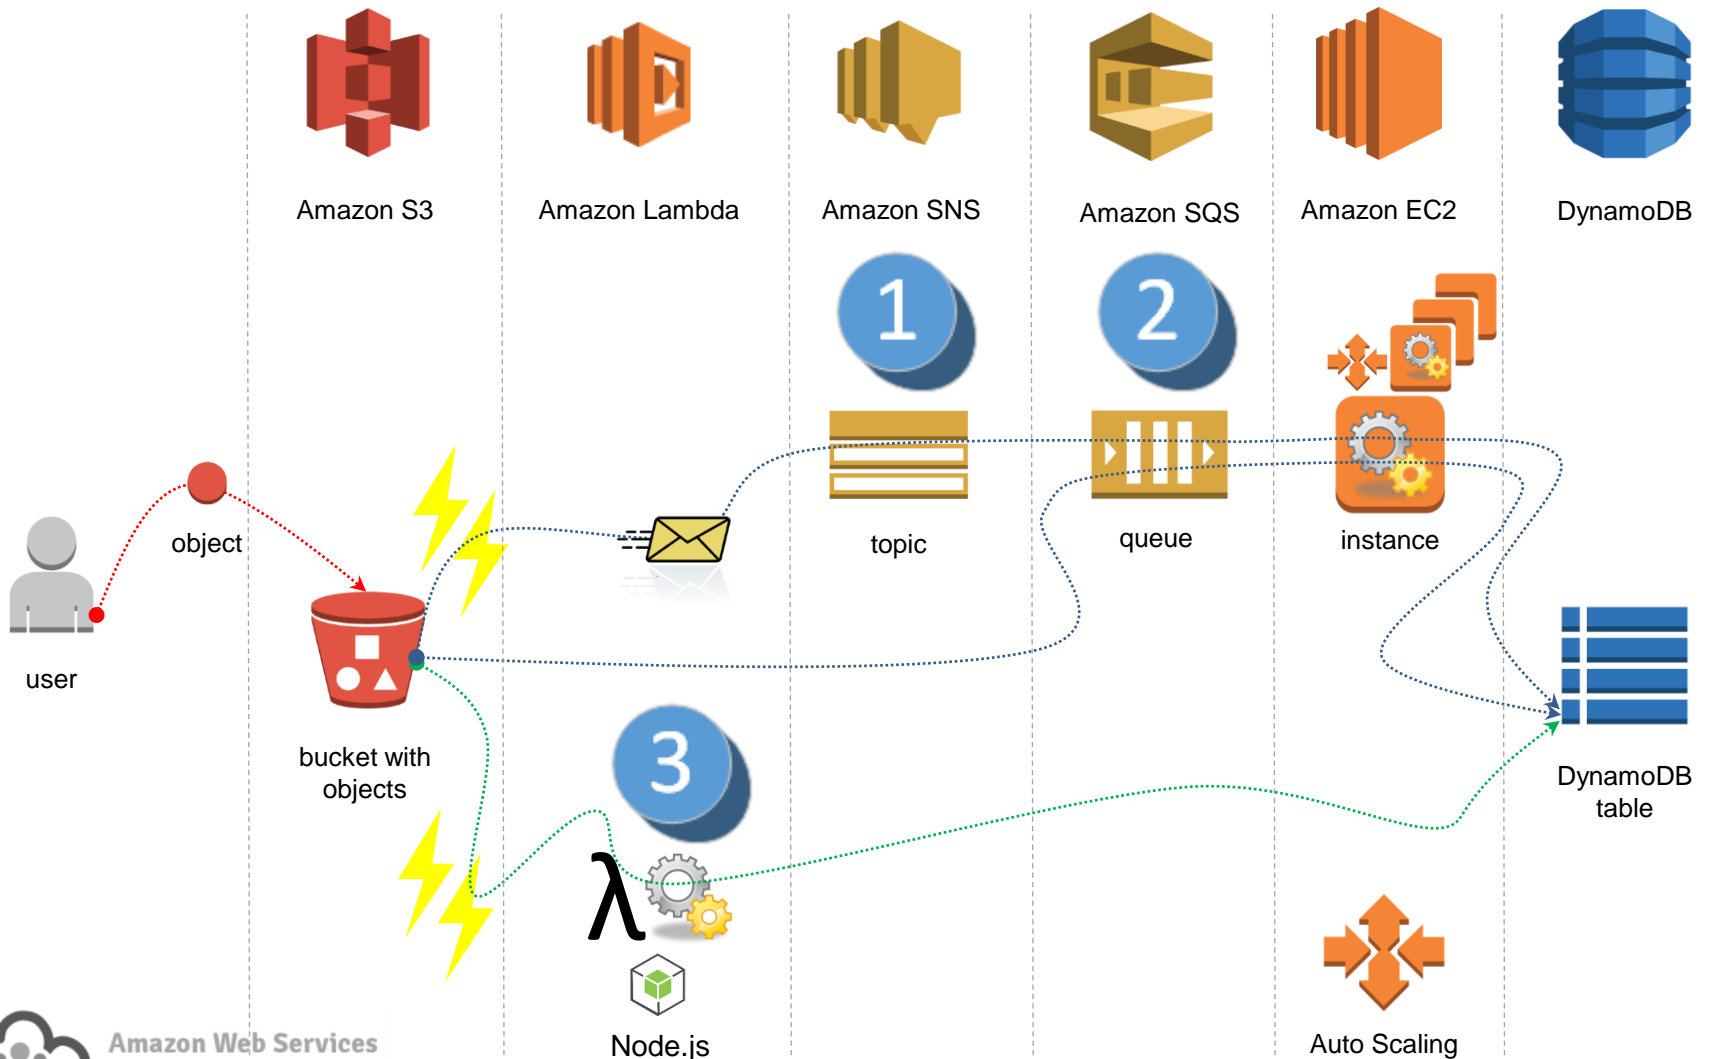 Amazon S3
Amazon Lambda
Amazon SNS
Amazon SQS
Amazon EC2
DynamoDB
1
2
object
topic
queue
instance
user
bucket with
objects
3
DynamoDB
table
λ
Node.js
Auto Scaling
Amazon Web Services